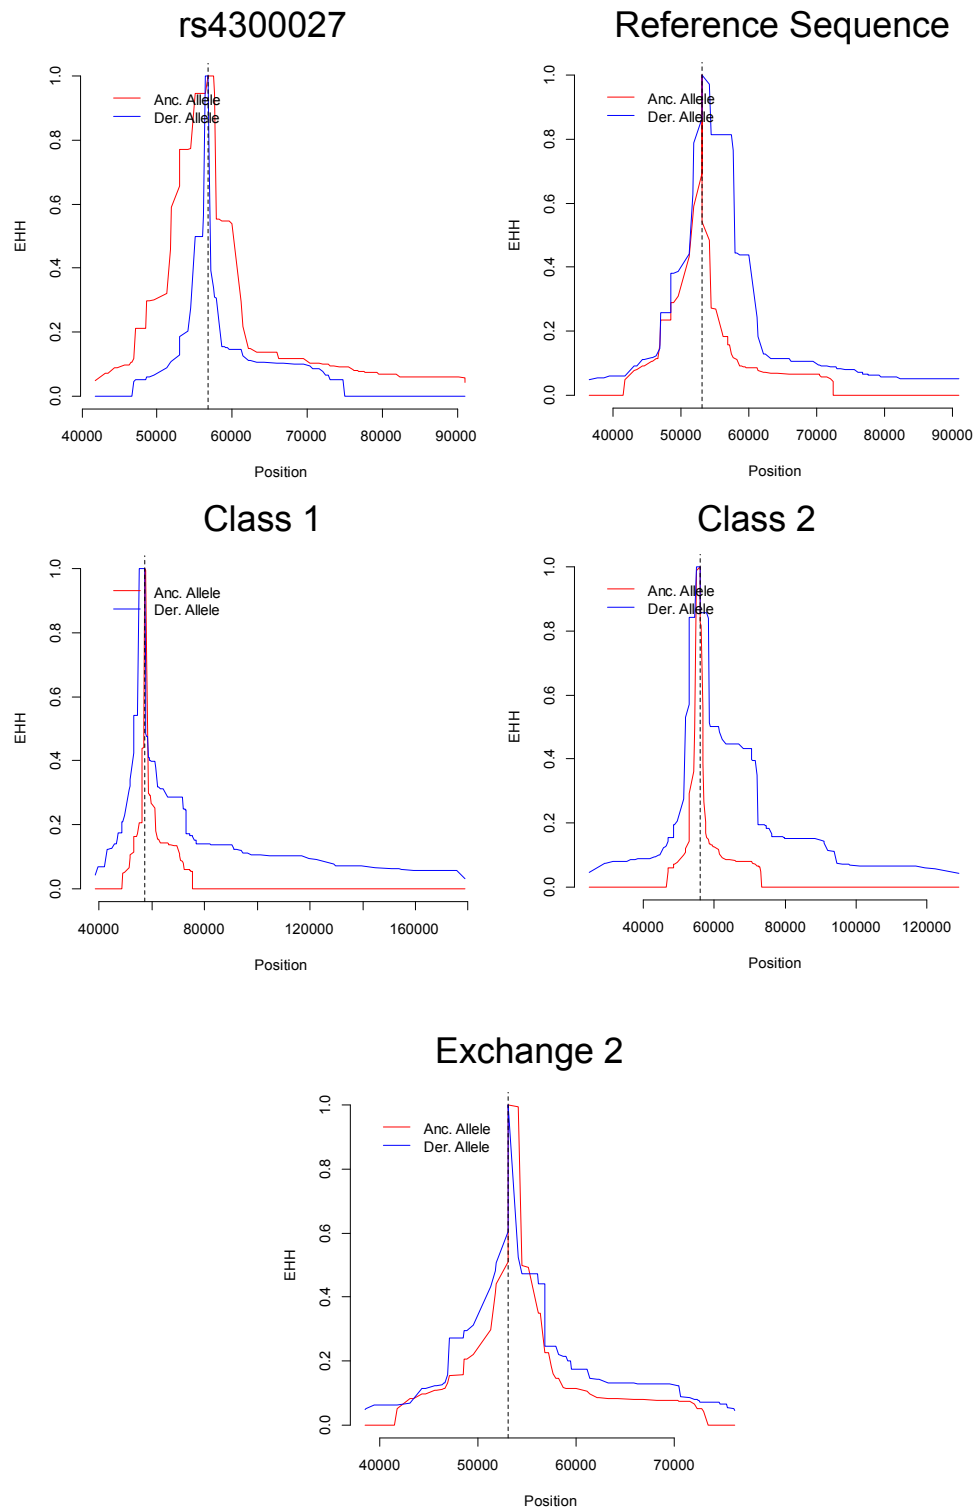 rs4300027
Reference Sequence
Anc. Allele
Der. Allele
EHH
0.0 0.2 0.4 0.6 0.8 1.0
40000 50000 60000 70000 80000 90000
Position
Anc. Allele
Der. Allele
EHH
0.0 0.2 0.4 0.6 0.8 1.0
40000 50000 60000 70000 80000 90000
Position
Class 1
Class 2
Anc. Allele
Der. Allele
EHH
0.0 0.2 0.4 0.6 0.8 1.0
40000 80000 120000 160000
Position
Anc. Allele
Der. Allele
EHH
0.0 0.2 0.4 0.6 0.8 1.0
40000 60000 80000 100000 120000
Position
Exchange 2
Anc. Allele
Der. Allele
EHH
0.0 0.2 0.4 0.6 0.8 1.0
40000 50000 60000 70000
Position